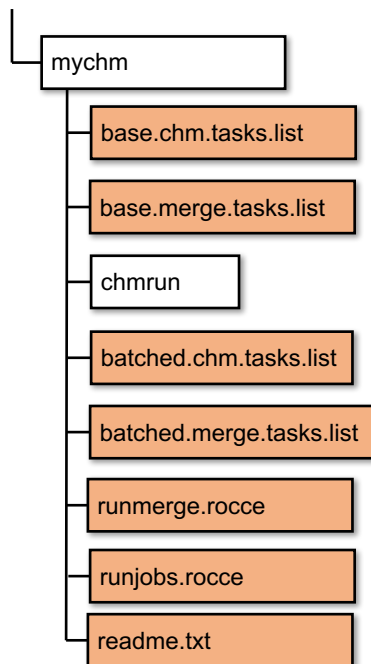 mychm
base.chm.tasks.list
base.merge.tasks.list
chmrun
batched.chm.tasks.list
batched.merge.tasks.list
runmerge.rocce
runjobs.rocce
readme.txt